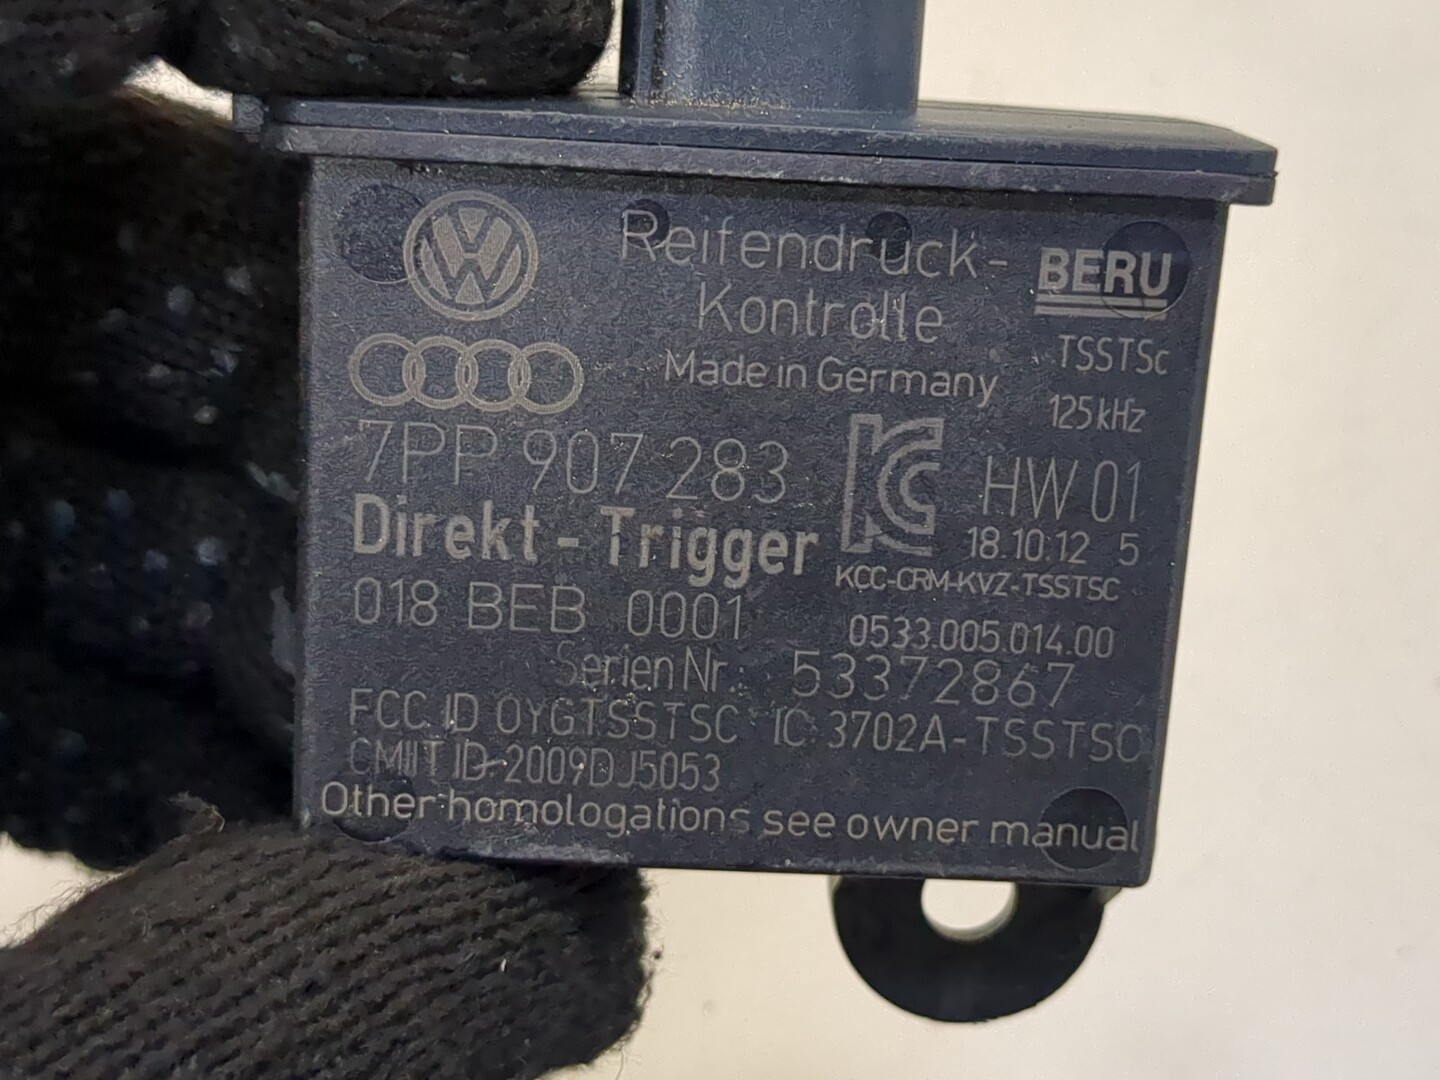 Reifendruck-
Kontrolle
Made in Germany
BERU
TSSTSc
125 kHz
7PP 907 283
HW 01
Direkt - Trigger
18.10.12 5
KCC-CRM-KVZ-TSSTSC
018 BEB 0001
0533.005.014.00
Serien Nr.: 53372867
FCC ID OYGTSSTSC IC: 3702A-TSSTSC
CMIIT ID: 2009DJ5053
Other homologations see owner manual